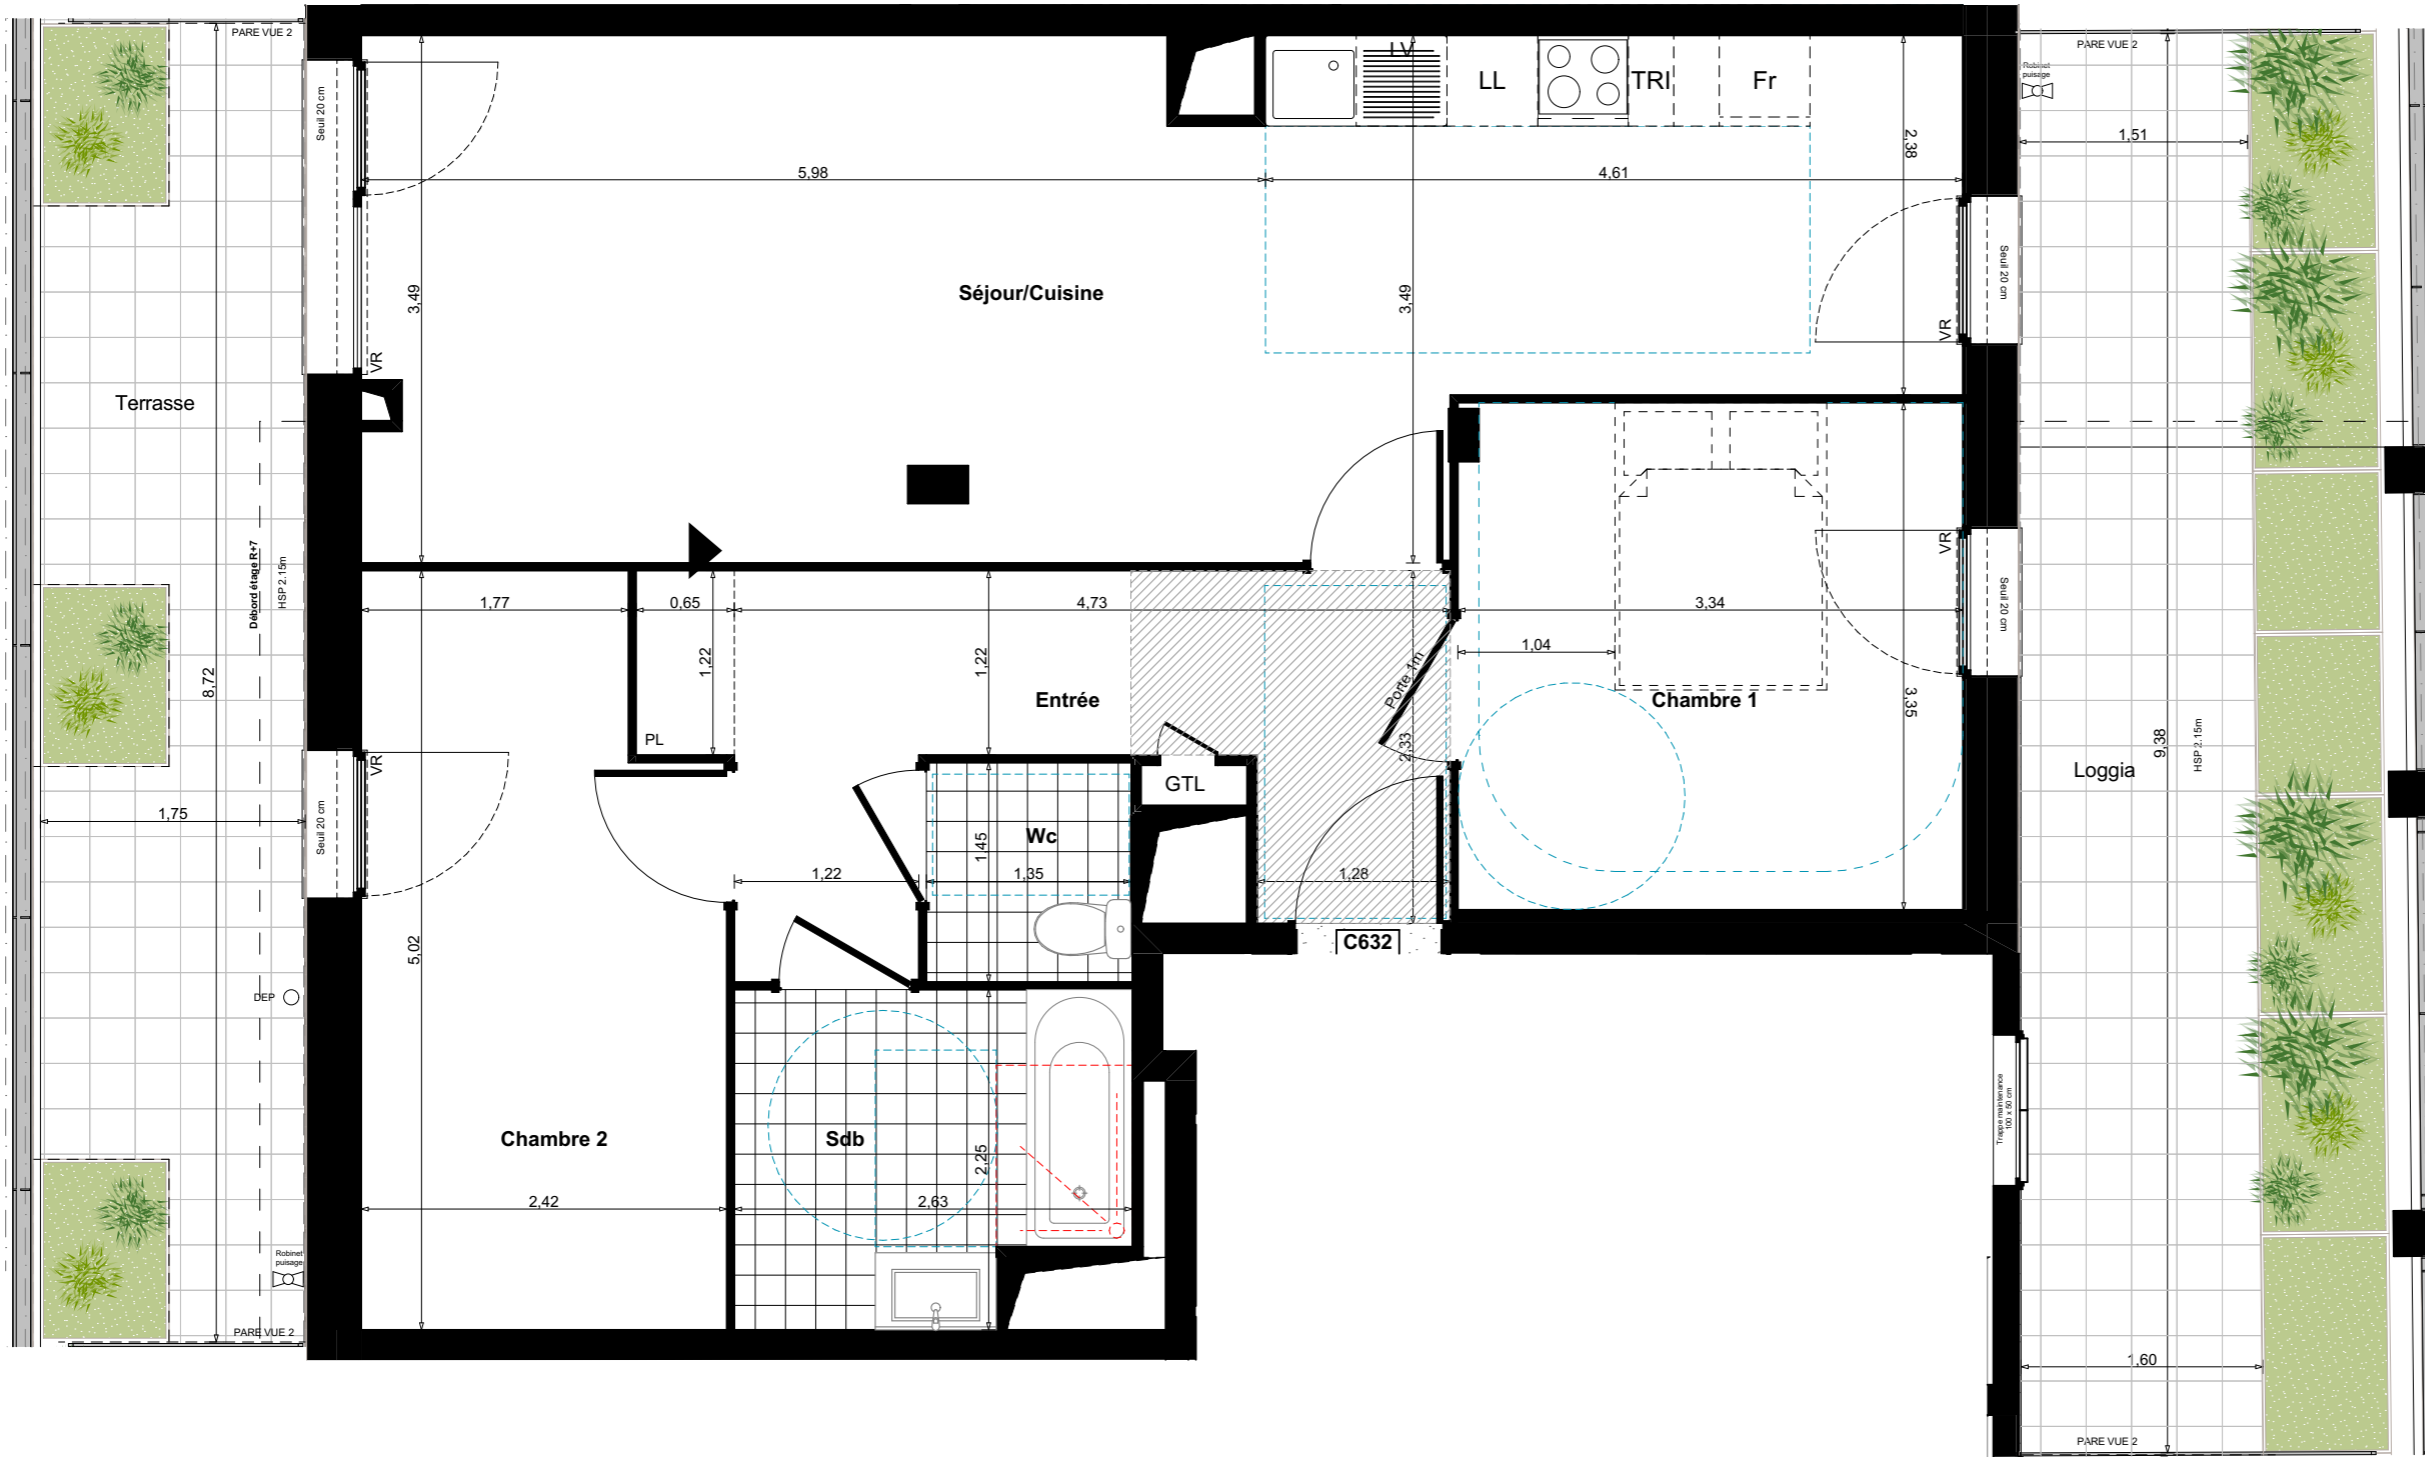 PARE VUE 2
PARE VUE 2
LV
LL
TRI
Fr
Robinet
puisage
Seuil 20 cm
1,51
2,38
5,98
4,61
Séjour/Cuisine
3,49
3,49
Seuil 20 cm
VR
VR
Terrasse
Débord étage R+7
HSP 2.15m
VR
1,77
0,65
4,73
3,34
Seuil 20 cm
1,22
1,22
1,04
Porte 1m
8,72
Entrée
Chambre 1
3,35
PL
2,33
9,38
HSP 2.15m
VR
GTL
Loggia
1,75
Seuil 20 cm
Wc
1,45
1,22
1,35
1,28
5,02
C632
DEP
Trappe maintenance
100 x 50 cm
Chambre 2
Sdb
2,25
2,42
2,63
Robinet
puisage
PARE VUE 2
1,60
PARE VUE 2